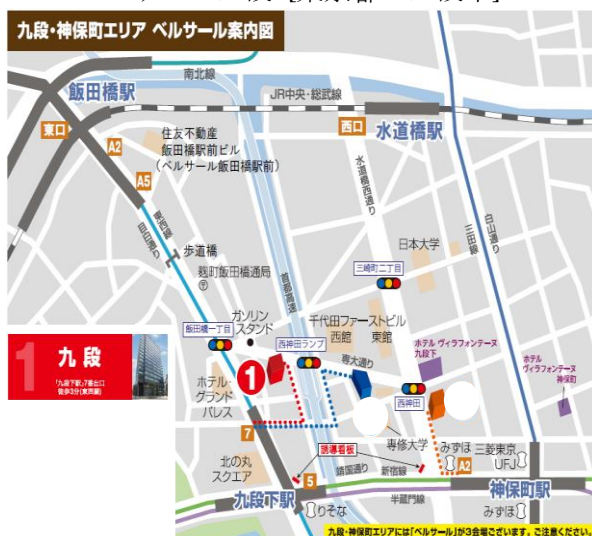 九段・神保町エリア ベルサール案内図
南北線
飯田橋駅
JR中央・総武線
東口
西口
水道橋駅
A2
住友不動産
飯田橋駅前ビル
(ベルサール飯田橋駅前)
A5
水道橋西通り
白山通り
三田線
東西線
目白通り
歩道橋
日本大学
麹町飯田橋通局
三崎町二丁目
首都高速
ガソリン
スタンド
千代田ファーストビル
西館
東館
飯田橋一丁目
西神田ランプ
専大通り
ホテル ヴィラフォンテーヌ
九段下
ホテル
ヴィラフォンテーヌ
神保町
1
九段
「九段下駅」7番出口
徒歩3分(東西線)
1
ホテル・
グランド
パレス
西神田
7
専修大学
みずほ
三菱東京
UFJ
誘導看板
A2
北の丸
スクエア
靖国通り
新宿線
5
九段下駅
神保町駅
半蔵門線
りそな
みずほ
九段・神保町エリアには「ベルサール」が3会場ございます。ご注意ください。